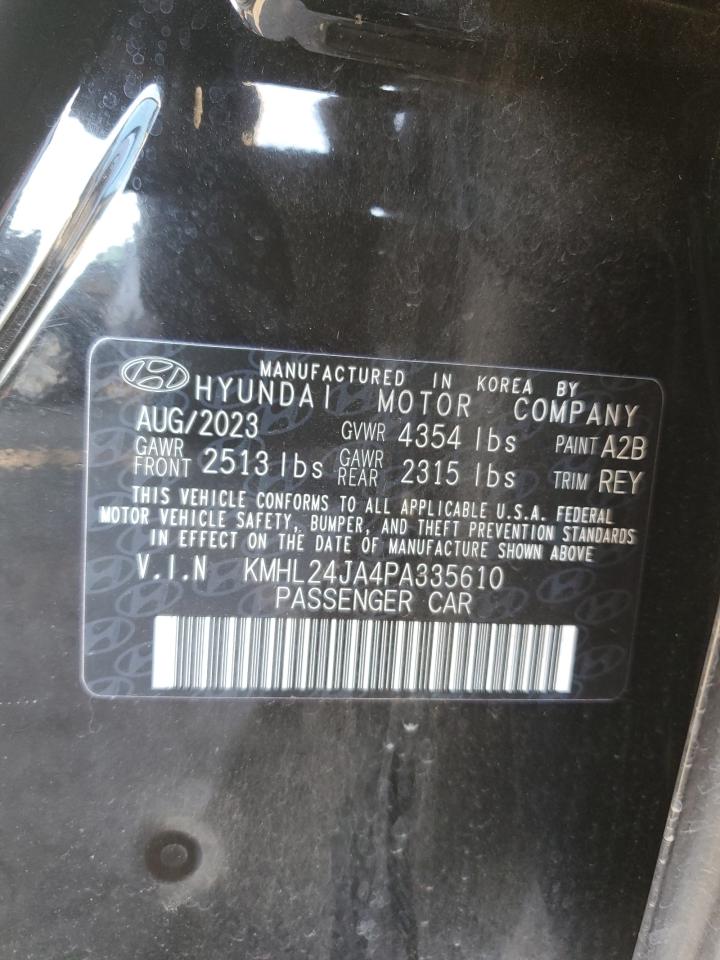 MANUFACTURED IN KOREA BY
HYUNDAI MOTOR COMPANY
AUG/2023 GVWR 4354 lbs PAINT A2B
GAWR FRONT 2513 lbs GAWR REAR 2315 lbs TRIM REY
THIS VEHICLE CONFORMS TO ALL APPLICABLE U.S.A. FEDERAL
MOTOR VEHICLE SAFETY, BUMPER, AND THEFT PREVENTION STANDARDS
IN EFFECT ON THE DATE OF MANUFACTURE SHOWN ABOVE
V.I.N KMHL24JA4PA335610
PASSENGER CAR